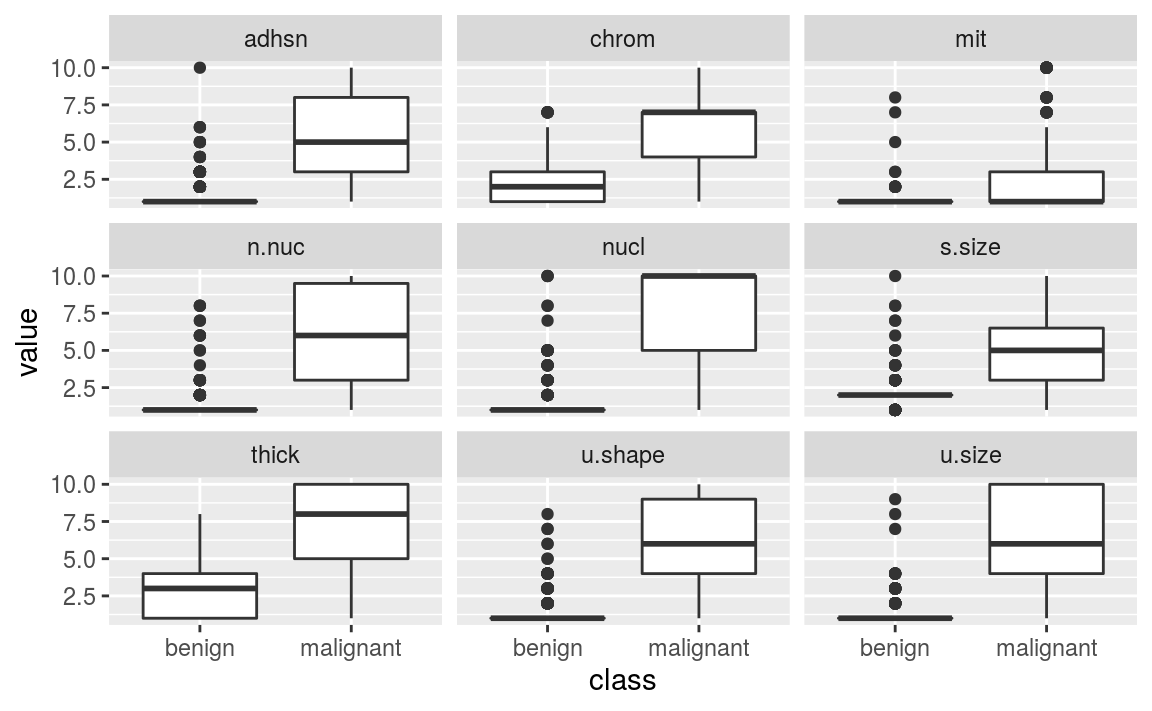 adhsn chrom mit
10.0
7.5
5.0
2.5
n.nuc nucl s.size
10.0
7.5
5.0
2.5
value
thick u.shape u.size
10.0
7.5
5.0
2.5
benign malignant benign malignant benign malignant
class